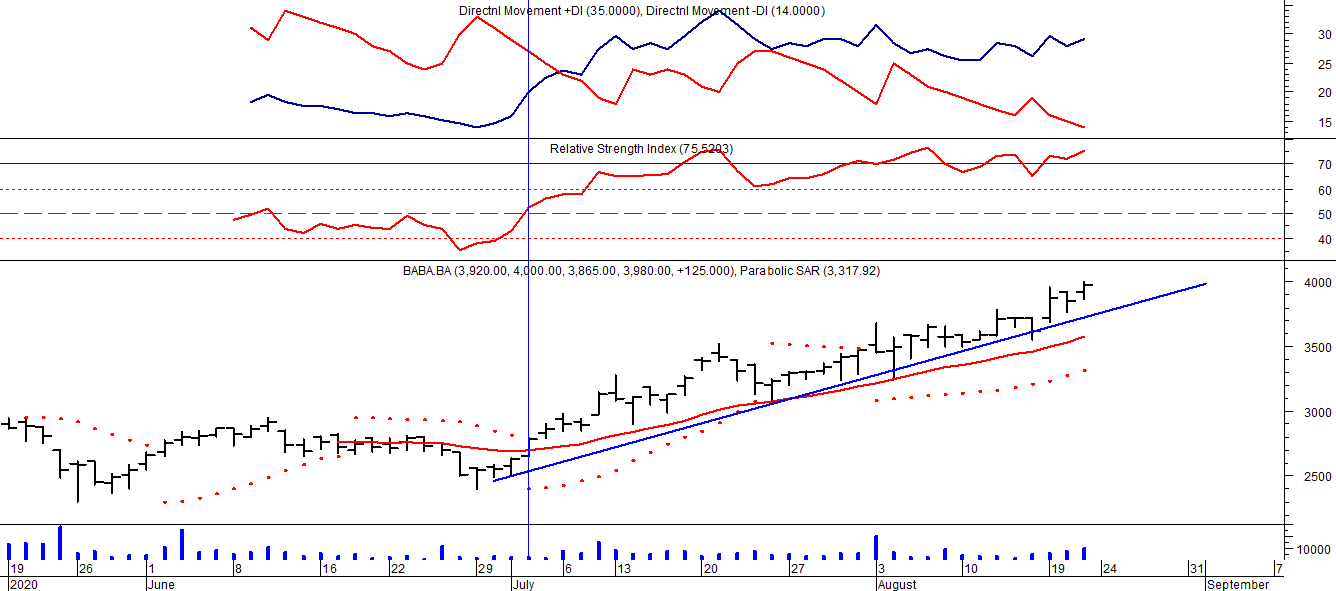 Directnl Movement +DI (35.0000), Directnl Movement -DI (14.0000)
30
25
20
15
Relative Strength Index (75.5203)
70
60
50
40
BABA.BA (3,920.00, 4,000.00, 3,865.00, 3,980.00, +125.000), Parabolic SAR (3,317.92)
4000
3500
3000
2500
10000
19 26 1 8 16 22 29 6 13 20 27 3 10 19 24 31 7
2020 June July August September